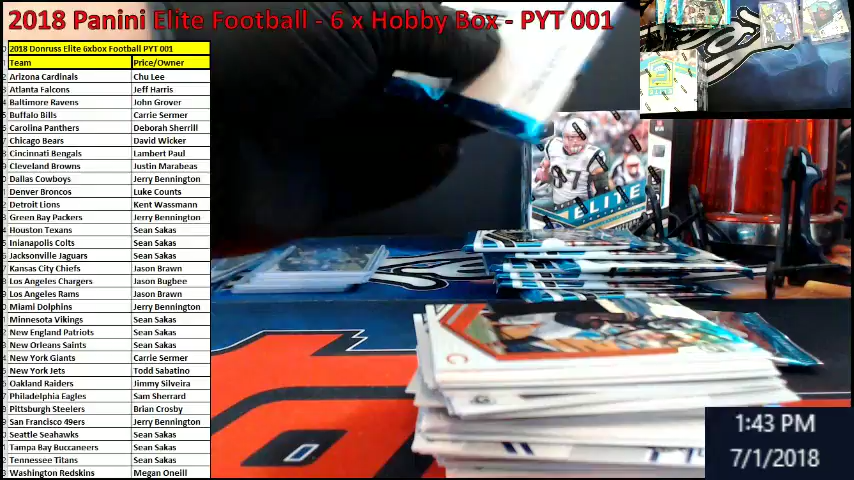 2018 Panini Elite Football - 6 x Hobby Box - PYT 001
2018 Donruss Elite 6xbox Football PYT 001
Team Price/Owner
Arizona Cardinals Chu Lee
Atlanta Falcons Jeff Harris
Baltimore Ravens John Grover
Buffalo Bills Carrie Sermer
Carolina Panthers Deborah Sherrill
Chicago Bears David Wicker
Cincinnati Bengals Lambert Paul
Cleveland Browns Justin Marabeas
Dallas Cowboys Jerry Bennington
Denver Broncos Luke Counts
Detroit Lions Kent Wassmann
Green Bay Packers Jerry Bennington
Houston Texans Sean Sakas
Inianapolis Colts Sean Sakas
Jacksonville Jaguars Sean Sakas
Kansas City Chiefs Jason Brawn
Los Angeles Chargers Jason Bugbee
Los Angeles Rams Jason Brawn
Miami Dolphins Jerry Bennington
Minnesota Vikings Sean Sakas
New England Patriots Sean Sakas
New Orleans Saints Sean Sakas
New York Giants Carrie Sermer
New York Jets Todd Sabatino
Oakland Raiders Jimmy Silveira
Philadelphia Eagles Sam Sherrard
Pittsburgh Steelers Brian Crosby
San Francisco 49ers Jerry Bennington
Seattle Seahawks Sean Sakas
Tampa Bay Buccaneers Sean Sakas
Tennessee Titans Sean Sakas
Washington Redskins Megan Oneill
87
ELITE
1:43 PM
7/1/2018